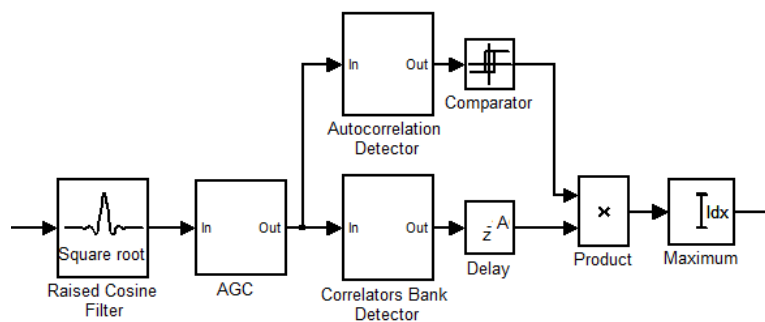 In
Out
Comparator
Autocorrelation
Detector
Square root
Raised Cosine
Filter
In
Out
AGC
In
Out
Correlators Bank
Detector
z
-A
Delay
×
Product
Idx
Maximum